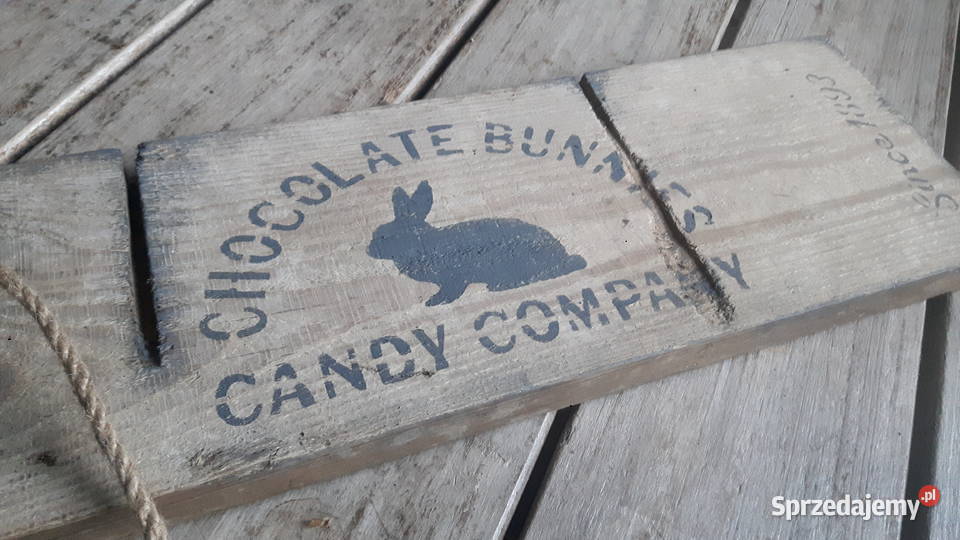 CHOCOLATE BUNNIES
CANDY COMPANY
Since 1893
Sprzedajemy.pl